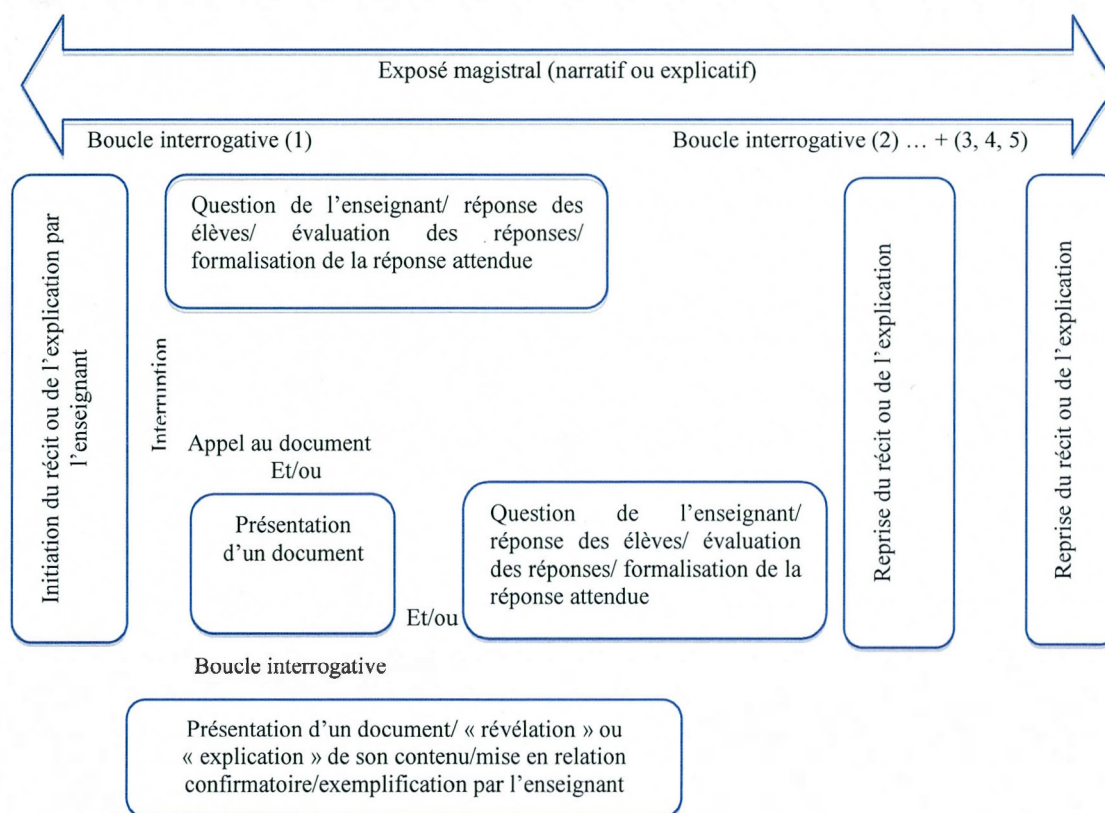 Exposé magistral (narratif ou explicatif)
Boucle interrogative (1)
Boucle interrogative (2) … + (3, 4, 5)
Initiation du récit ou de l’explication par
l’enseignant
Question de l’enseignant/ réponse des
élèves/ évaluation des réponses/
formalisation de la réponse attendue
Interruption
Appel au document
Et/ou
Présentation
d’un document
Et/ou
Question de l’enseignant/
réponse des élèves/ évaluation
des réponses/ formalisation de la
réponse attendue
Reprise du récit ou de l’explication
Reprise du récit ou de l’explication
Boucle interrogative
Présentation d’un document/ « révélation » ou
« explication » de son contenu/mise en relation
confirmatoire/exemplification par l’enseignant